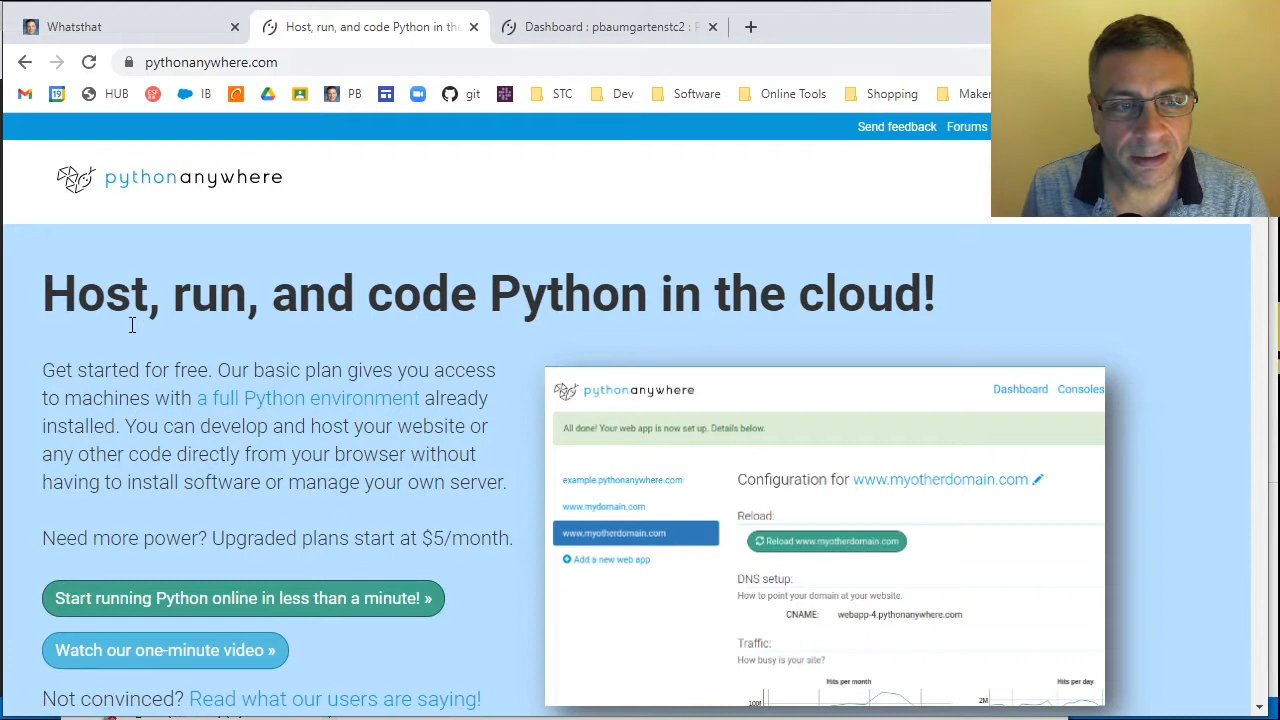 Whatsthat
Host, run, and code Python in the
Dashboard : pbaumgartenstc2 : P
pythonanywhere.com
19 HUB ESF IB PB git STC Dev Software Online Tools Shopping Maker
Send feedback Forums
pythonanywhere
Host, run, and code Python in the cloud!
Get started for free. Our basic plan gives you access
to machines with a full Python environment already
installed. You can develop and host your website or
any other code directly from your browser without
having to install software or manage your own server.
Need more power? Upgraded plans start at $5/month.
Start running Python online in less than a minute! »
Watch our one-minute video »
Not convinced? Read what our users are saying!
pythonanywhere
Dashboard Consoles
All done! Your web app is now set up. Details below.
example.pythonanywhere.com
www.mydomain.com
www.myotherdomain.com
Add a new web app
Configuration for www.myotherdomain.com
Reload:
Reload www.myotherdomain.com
DNS setup:
How to point your domain at your website.
CNAME: webapp-4.pythonanywhere.com
Traffic:
How busy is your site?
Hits per month Hits per day
2M